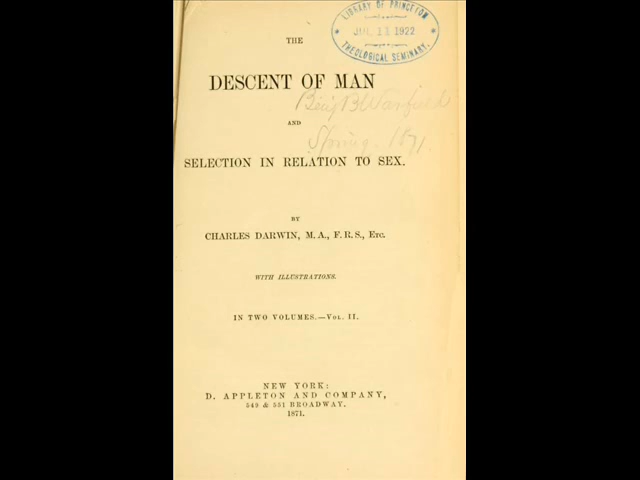 LIBRARY OF PRINCETON
JUL 13 1922
THEOLOGICAL SEMINARY.
THE
DESCENT OF MAN
Benj B Warfield
AND
Spring. 1871.
SELECTION IN RELATION TO SEX.
BY
CHARLES DARWIN, M.A., F.R.S., Etc.
WITH ILLUSTRATIONS.
IN TWO VOLUMES.—Vol. II.
NEW YORK:
D. APPLETON AND COMPANY,
549 & 551 BROADWAY.
1871.